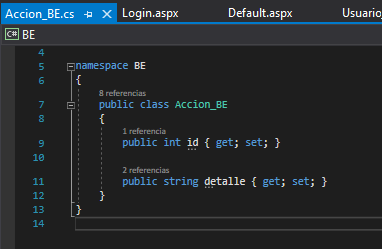 Accion_BE.cs Login.aspx Default.aspx Usuario
C# BE
4
5 namespace BE
6 {
8 referencias
7 public class Accion_BE
8 {
1 referencia
9 public int id { get; set; }
10
2 referencias
11 public string detalle { get; set; }
12 }
13 }
14